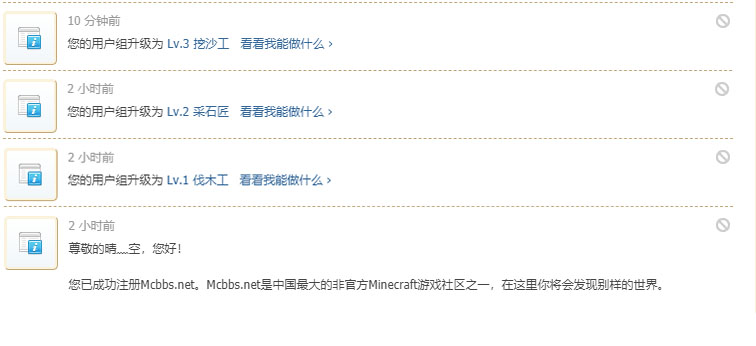 10 分钟前
您的用户组升级为 Lv.3 挖沙工 看看我能做什么 ›
2 小时前
您的用户组升级为 Lv.2 采石匠 看看我能做什么 ›
2 小时前
您的用户组升级为 Lv.1 伐木工 看看我能做什么 ›
2 小时前
尊敬的晴灬空，您好！
您已成功注册Mcbbs.net。Mcbbs.net是中国最大的非官方Minecraft游戏社区之一，在这里你将会发现别样的世界。